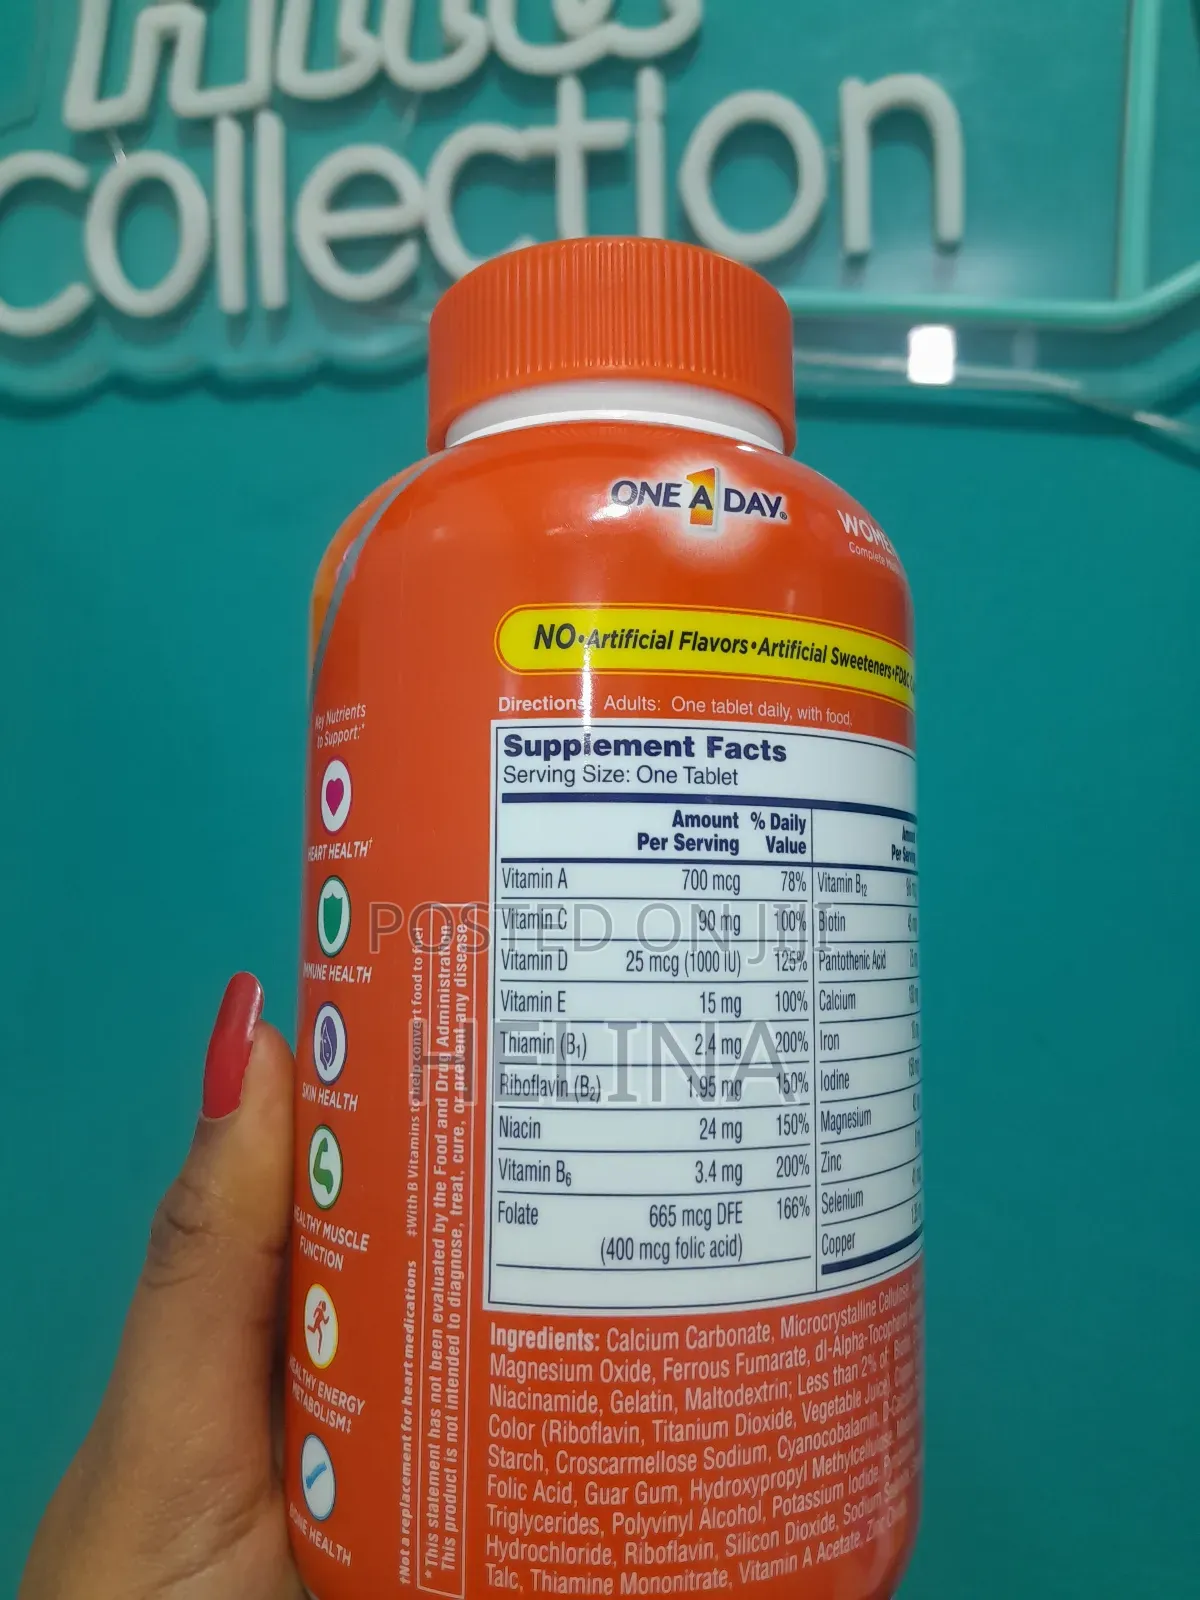 collection
ONE A DAY®
WOMEN
Complete
NO•Artificial Flavors•Artificial Sweeteners•FD&C
Directions: Adults: One tablet daily, with food.
Supplement Facts
Serving Size: One Tablet
Amount Per Serving % Daily Value
Vitamin A 700 mcg 78%
Vitamin C 90 mg 100%
Vitamin D 25 mcg (1000 IU) 125%
Vitamin E 15 mg 100%
Thiamin (B1) 2.4 mg 200%
Riboflavin (B2) 1.95 mg 150%
Niacin 24 mg 150%
Vitamin B6 3.4 mg 200%
Folate 665 mcg DFE 166%
(400 mcg folic acid)
Amount
Per Serving
Vitamin B12
Biotin
Pantothenic Acid
Calcium
Iron
Iodine
Magnesium
Zinc
Selenium
Copper
Ingredients: Calcium Carbonate, Microcrystalline Cellulose,
Magnesium Oxide, Ferrous Fumarate, dl-Alpha-Tocopheryl
Niacinamide, Gelatin, Maltodextrin; Less than 2% of: Biotin,
Color (Riboflavin, Titanium Dioxide, Vegetable Juice),
Starch, Croscarmellose Sodium, Cyanocobalamin, D-Calcium
Folic Acid, Guar Gum, Hydroxypropyl Methylcellulose,
Triglycerides, Polyvinyl Alcohol, Potassium Iodide,
Hydrochloride, Riboflavin, Silicon Dioxide, Sodium
Talc, Thiamine Mononitrate, Vitamin A Acetate,
Key Nutrients
to Support:*
HEART HEALTH†
IMMUNE HEALTH
SKIN HEALTH
HEALTHY MUSCLE
FUNCTION
HEALTHY ENERGY
METABOLISM‡
BONE HEALTH
†Not a replacement for heart medications ‡With B Vitamins to help convert food to fuel
*This statement has not been evaluated by the Food and Drug Administration.
This product is not intended to diagnose, treat, cure, or prevent any disease.
POSTED ON JIJI
HELINA